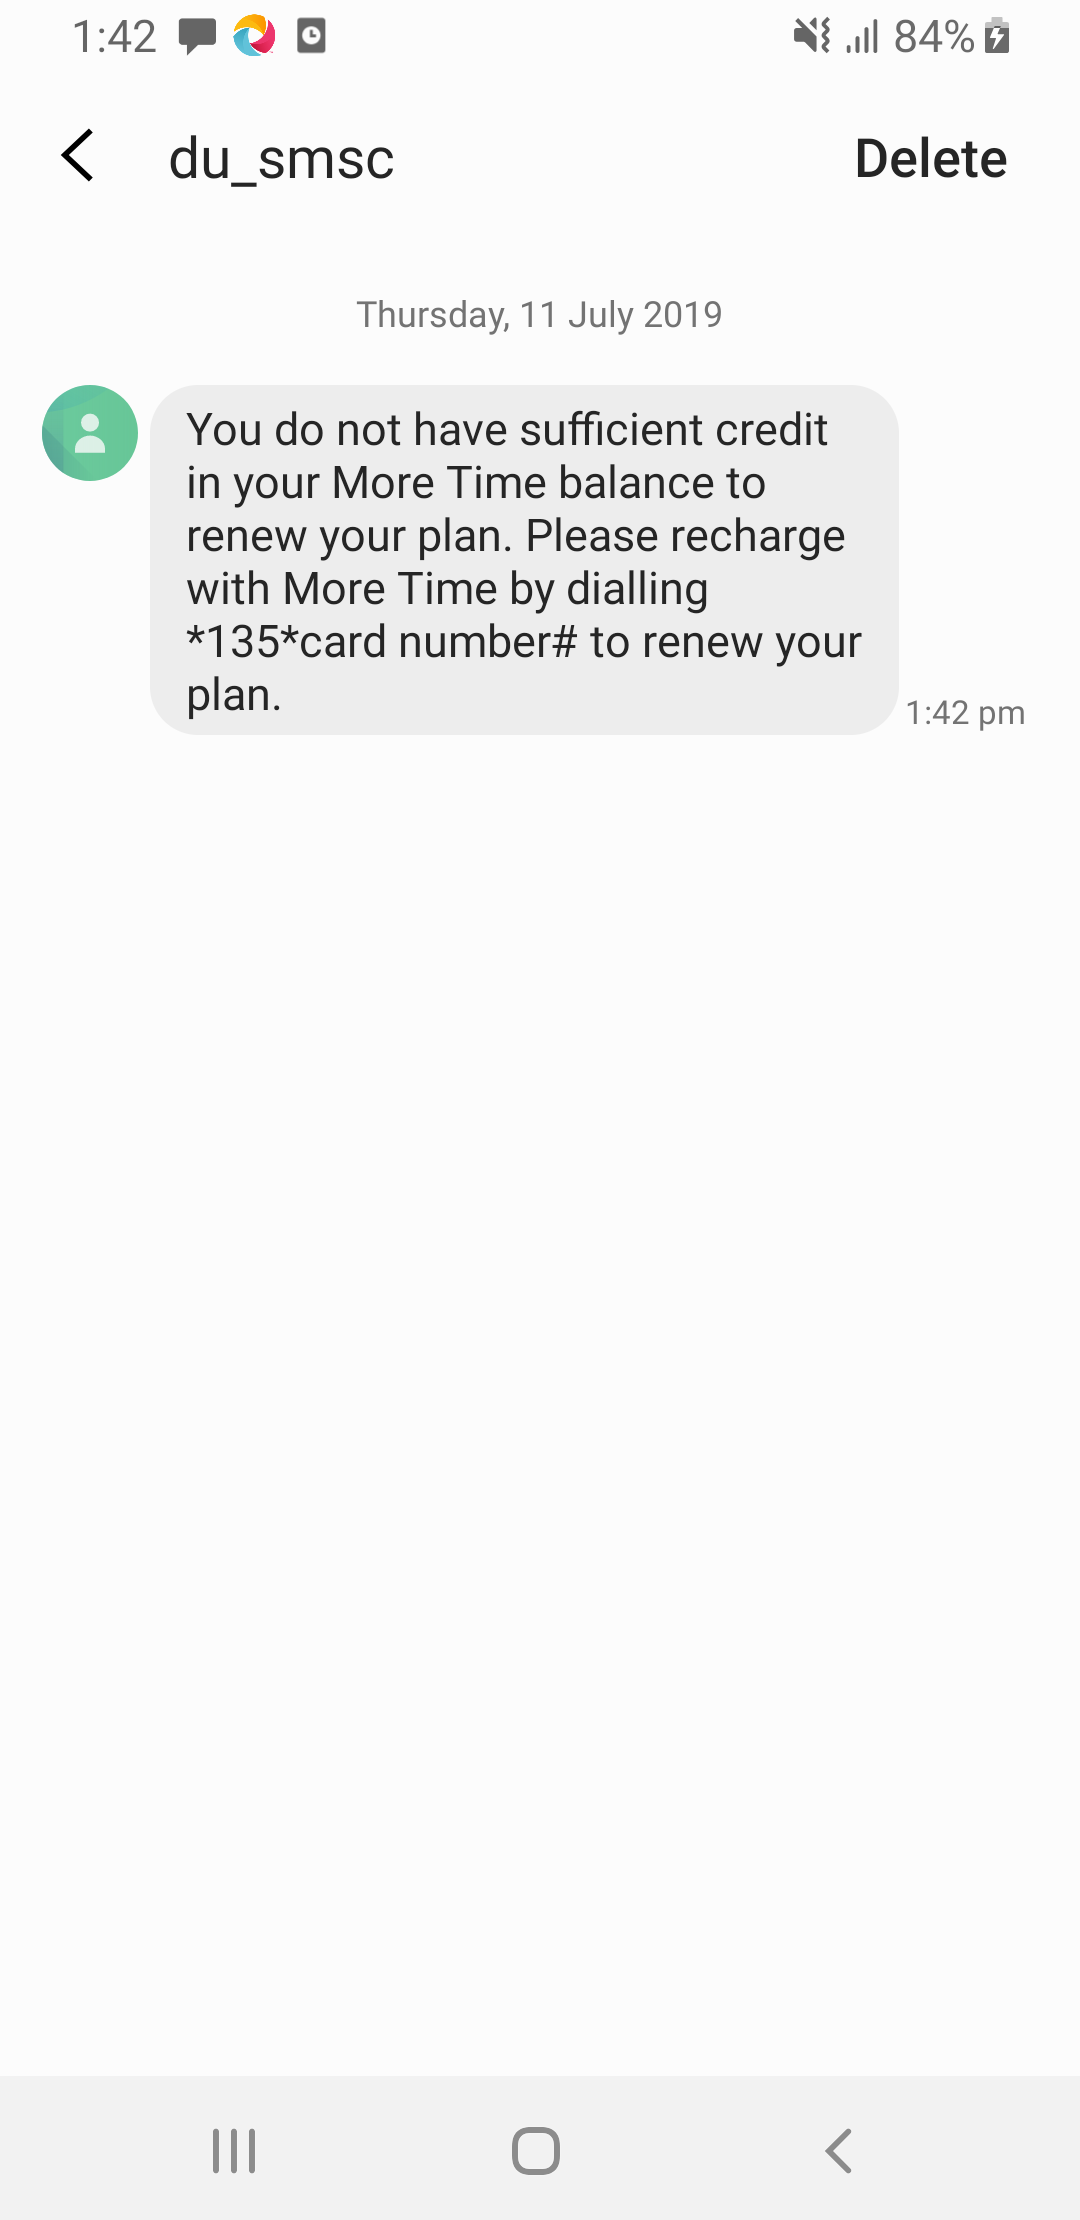 1:42
84%
du_smsc
Delete
Thursday, 11 July 2019
You do not have sufficient credit
in your More Time balance to
renew your plan. Please recharge
with More Time by dialling
*135*card number# to renew your
plan.
1:42 pm